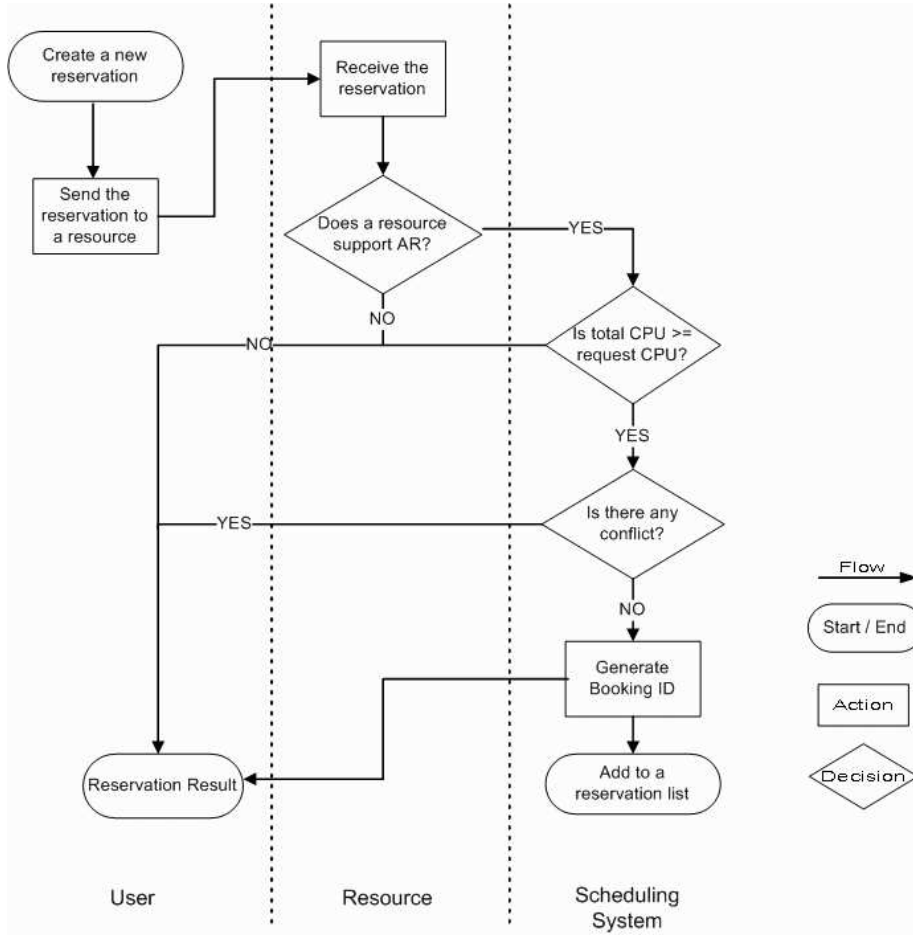 Create a new
reservation
Receive the
reservation
Send the
reservation to
a resource
Does a resource
support AR?
YES
NO
NO
Is total CPU >=
request CPU?
YES
YES
Is there any
conflict?
NO
Generate
Booking ID
Reservation Result
Add to a
reservation list
Flow
Start / End
Action
Decision
User
Resource
Scheduling
System